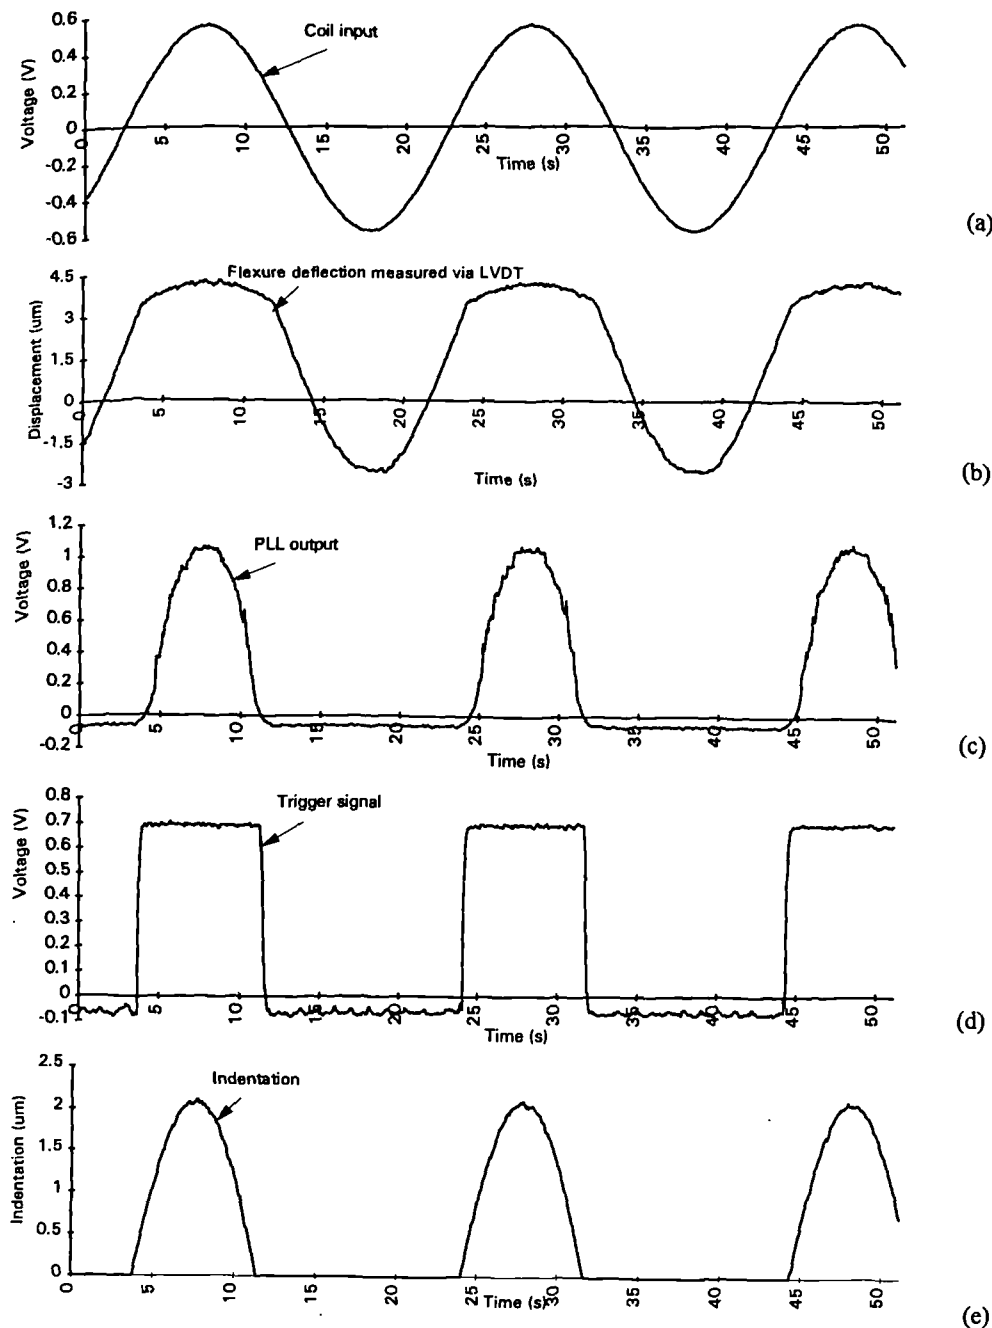 0.6
0.4
0.2
0
-0.2
-0.4
-0.6
Voltage (V)
Coil input
0 5 10 15 20 25 30 35 40 45 50
Time (s)
(a)
4.5
3
1.5
0
-1.5
-3
Displacement (um)
Flexure deflection measured via LVDT
0 5 10 15 20 25 30 35 40 45 50
Time (s)
(b)
1.2
1
0.8
0.6
0.4
0.2
0
-0.2
Voltage (V)
PLL output
0 5 10 15 20 25 30 35 40 45 50
Time (s)
(c)
0.8
0.7
0.6
0.5
0.4
0.3
0.2
0.1
0
-0.1
Voltage (V)
Trigger signal
0 5 10 15 20 25 30 35 40 45 50
Time (s)
(d)
2.5
2
1.5
1
0.5
0
Indentation (um)
Indentation
0 5 10 15 20 25 30 35 40 45 50
Time (s)
(e)